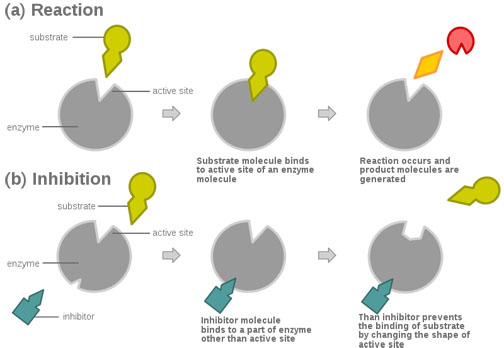 (a) Reaction
substrate
active site
enzyme
Substrate molecule binds
to active site of an enzyme
molecule
Reaction occurs and
product molecules are
generated
(b) Inhibition
substrate
active site
enzyme
inhibitor
Inhibitor molecule
binds to a part of enzyme
other than active site
Than inhibitor prevents
the binding of substrate
by changing the shape of
active site